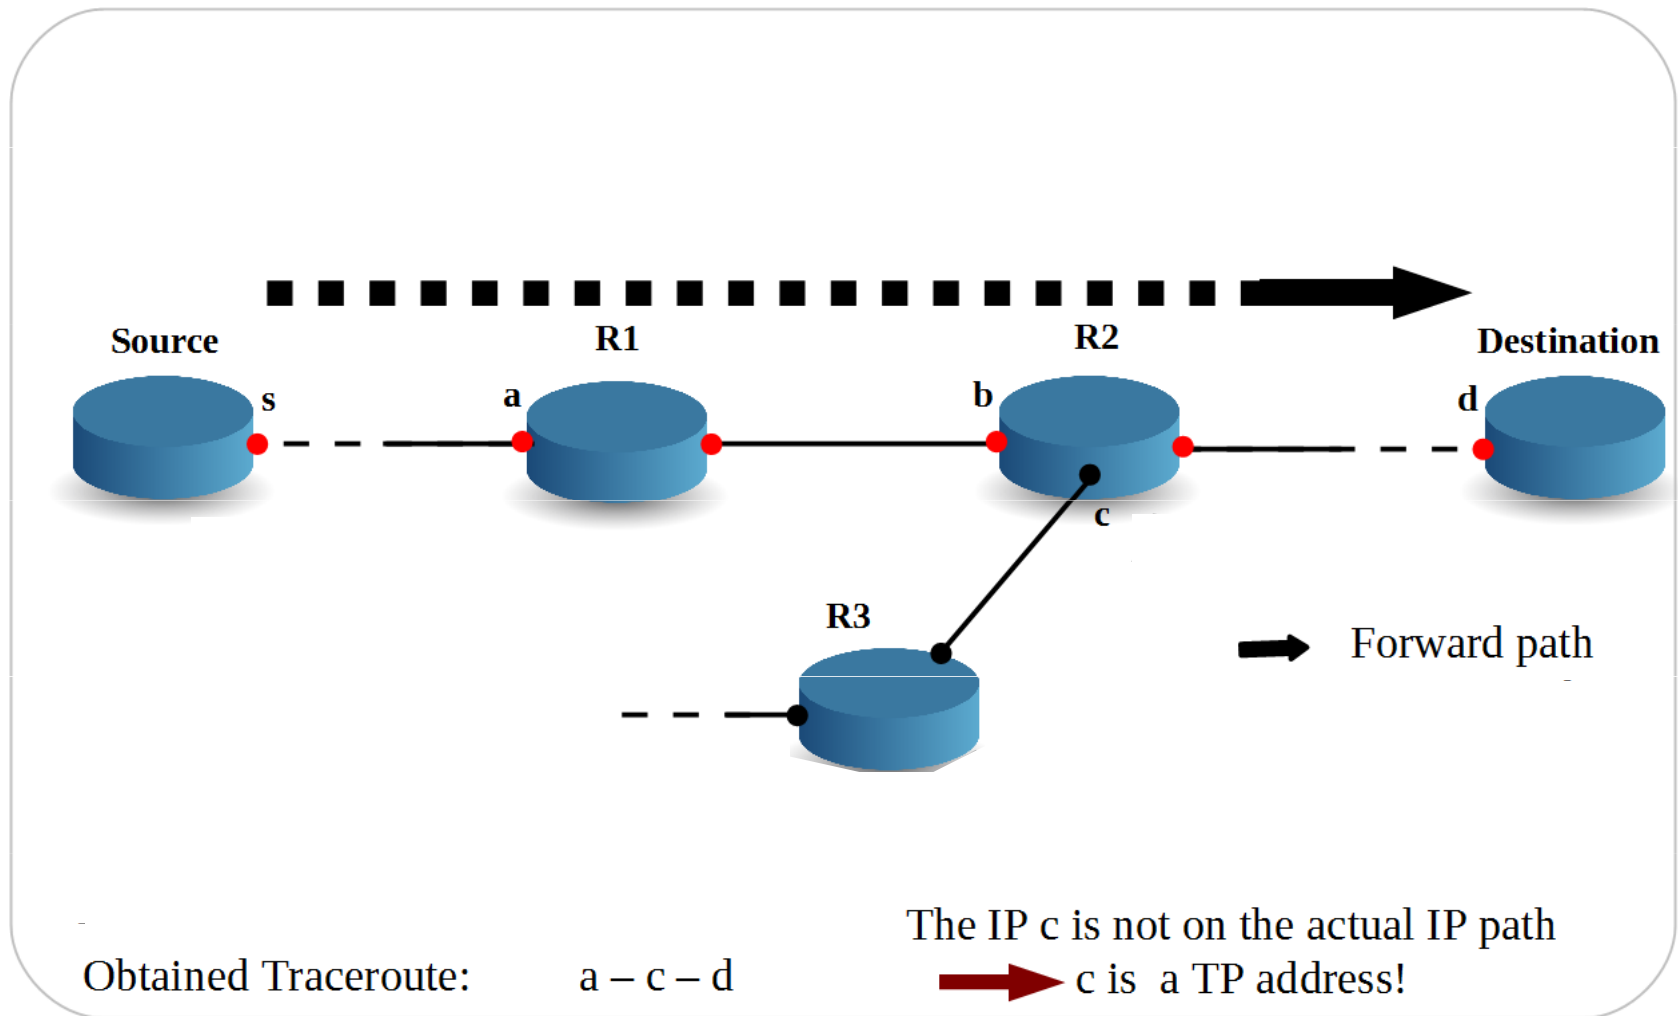 Source
R1
R2
Destination
s
a
b
d
c
R3
Forward path
The IP c is not on the actual IP path
Obtained Traceroute: a – c – d
c is a TP address!